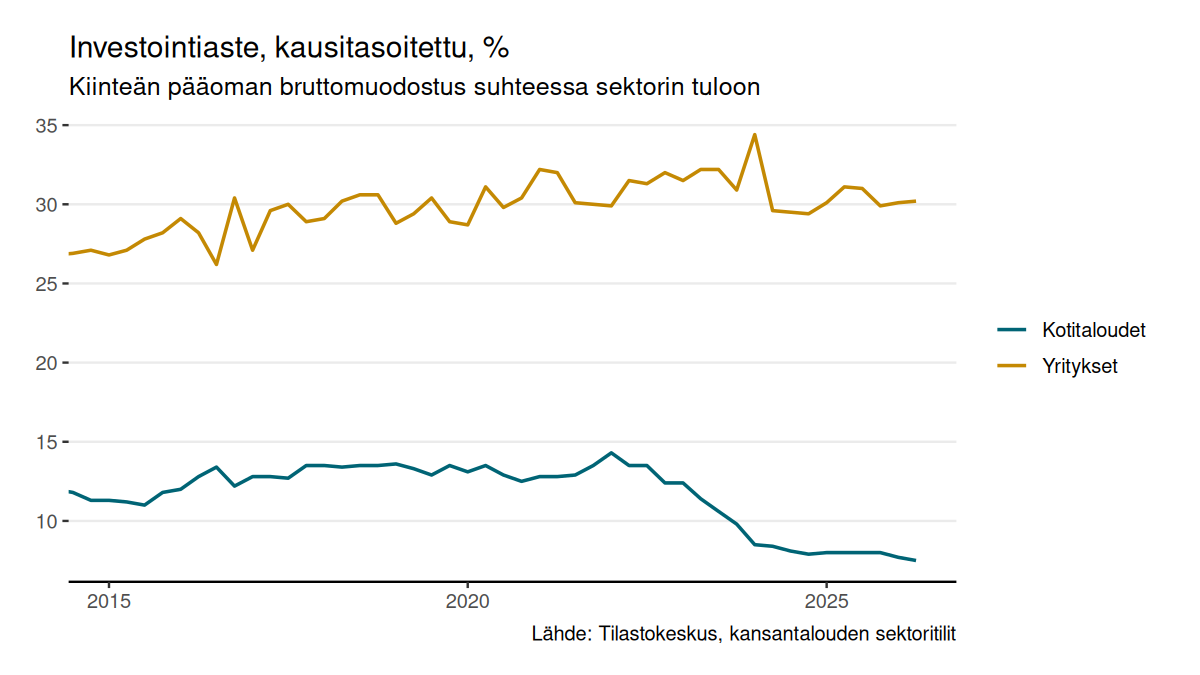 Investointiaste, kausitasoitettu, %
Kiinteän pääoman bruttomuodostus suhteessa sektorin tuloon
35
30
25
20
15
10
2015 2020 2025
Kotitaloudet
Yritykset
Lähde: Tilastokeskus, kansantalouden sektoritilit